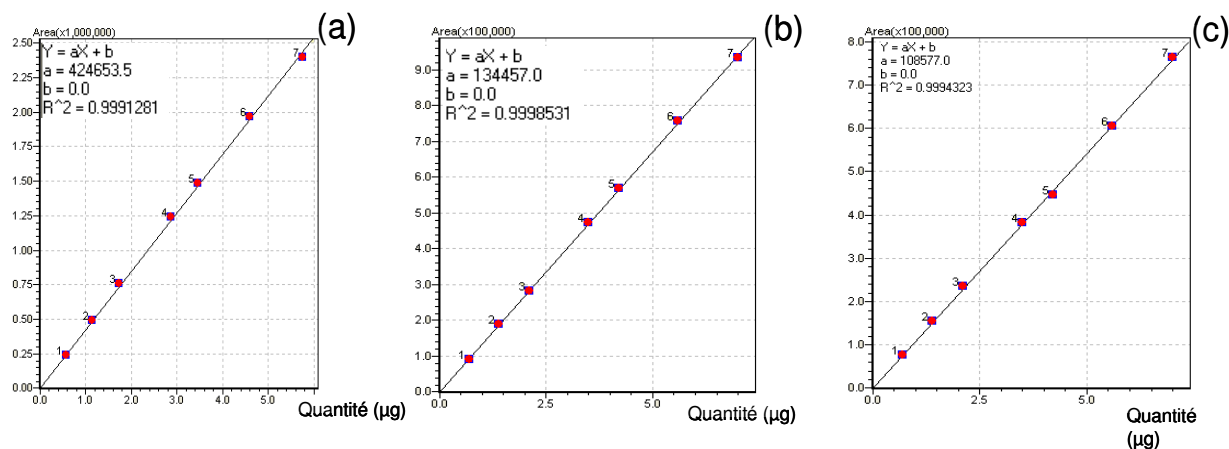 (a)
Area(x1,000,000)
Y = aX + b
a = 424653.5
b = 0.0
R^2 = 0.9991281
2.50
2.25
2.00
1.75
1.50
1.25
1.00
0.75
0.50
0.25
0.00
1
2
3
4
5
6
7
0.0 1.0 2.0 3.0 4.0 5.0
Quantité (µg)
(b)
Area(x100,000)
Y = aX + b
a = 134457.0
b = 0.0
R^2 = 0.9998531
9.0
8.0
7.0
6.0
5.0
4.0
3.0
2.0
1.0
0.0
1
2
3
4
5
6
7
0.0 2.5 5.0
Quantité (µg)
(c)
Area(x100,000)
Y = aX + b
a = 108577.0
b = 0.0
R^2 = 0.9994323
8.0
7.0
6.0
5.0
4.0
3.0
2.0
1.0
0.0
1
2
3
4
5
6
7
0.0 2.5 5.0
Quantité
(µg)